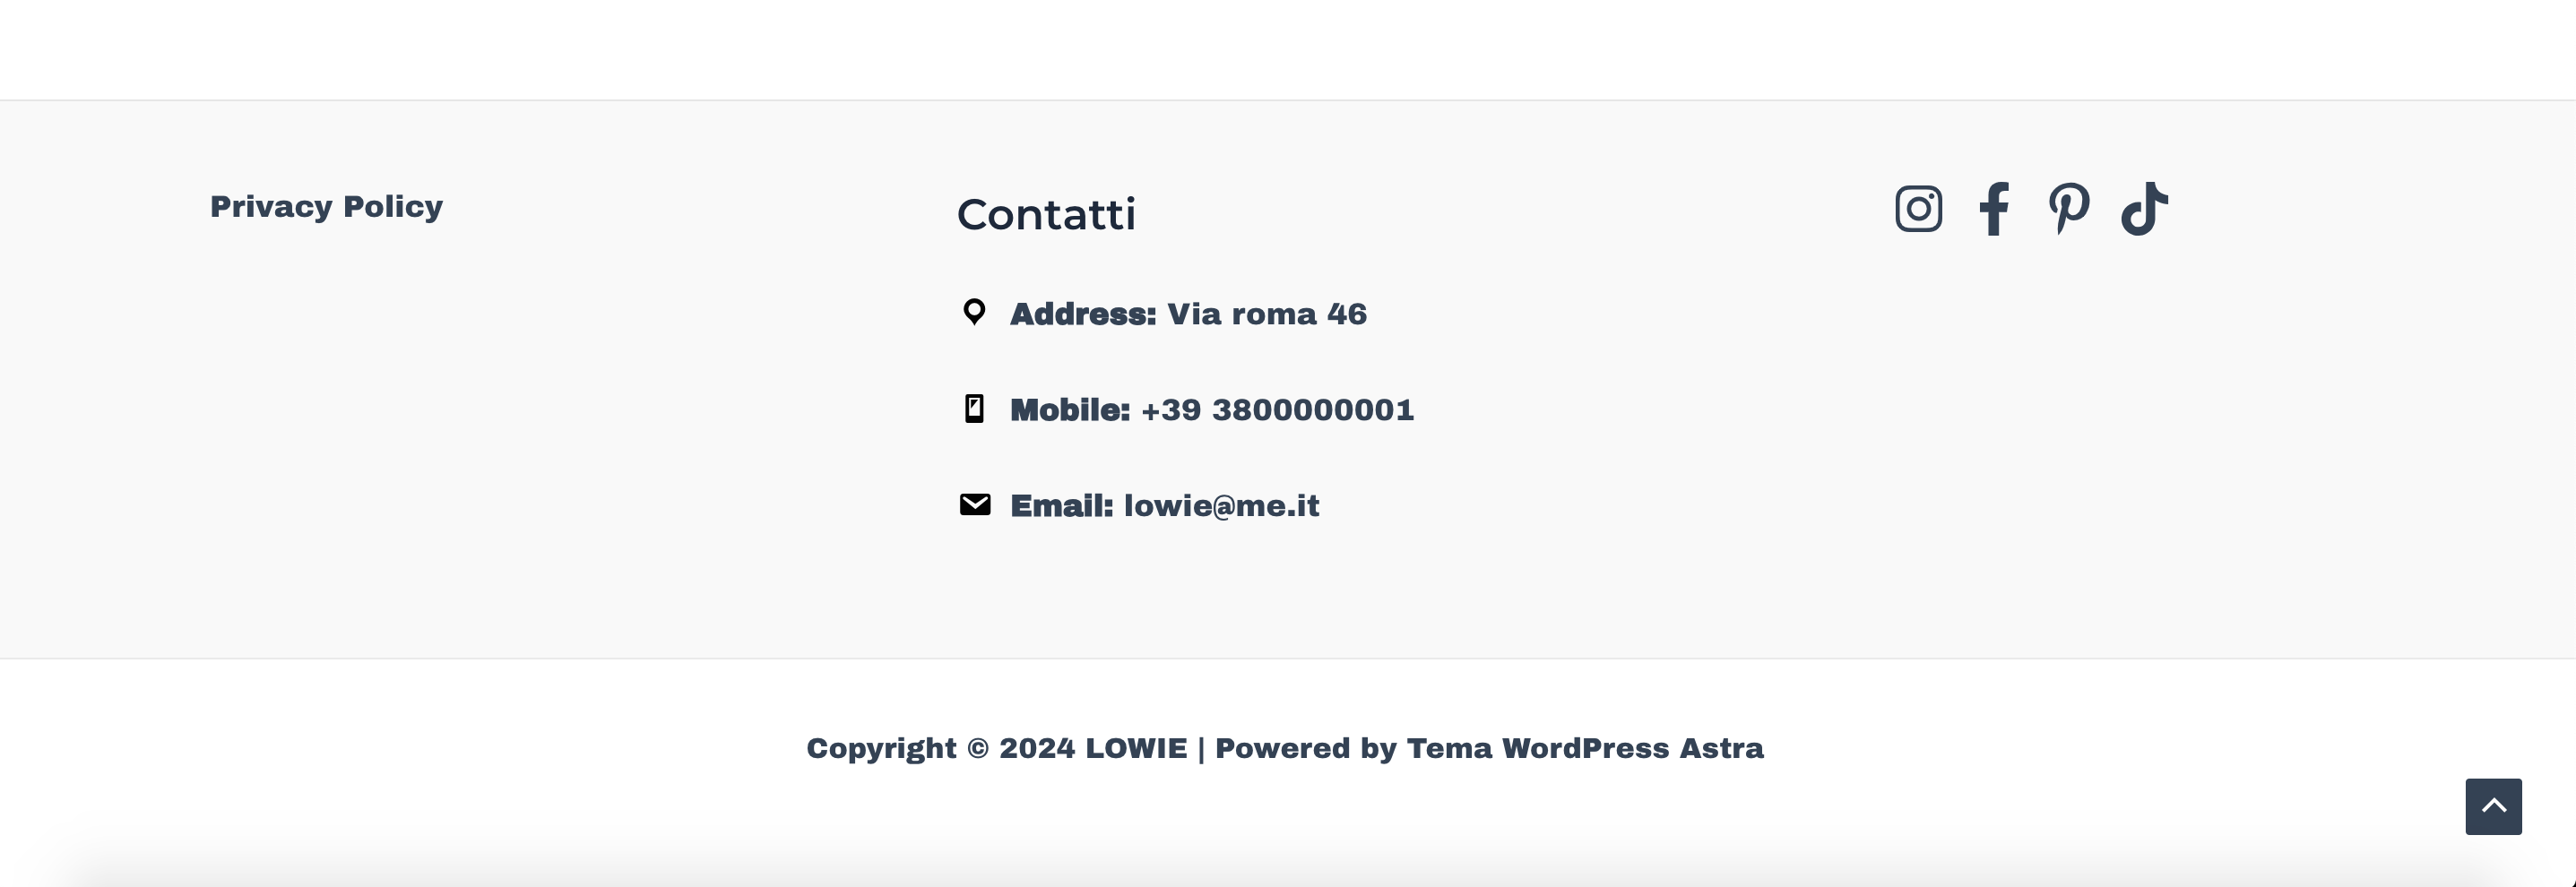 Privacy Policy
Contatti
Address: Via roma 46
Mobile: +39 3800000001
Email: lowie@me.it
Copyright © 2024 LOWIE | Powered by Tema WordPress Astra